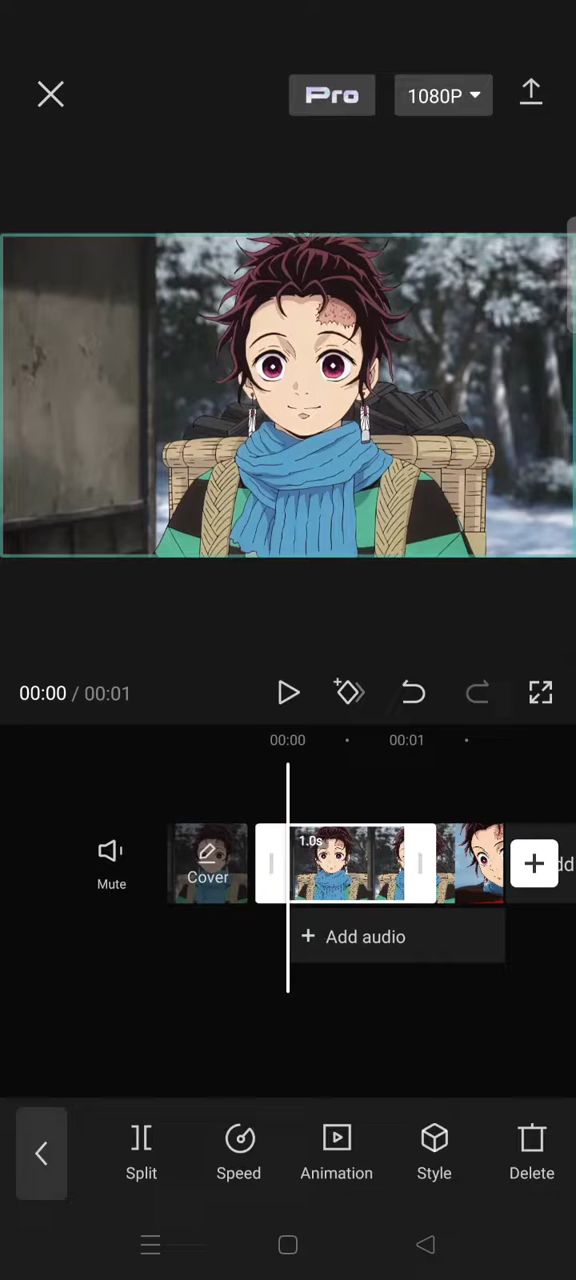 Pro
1080P
00:00 / 00:01
00:00
00:01
1.0s
Mute
Cover
dd
+ Add audio
Split
Speed
Animation
Style
Delete